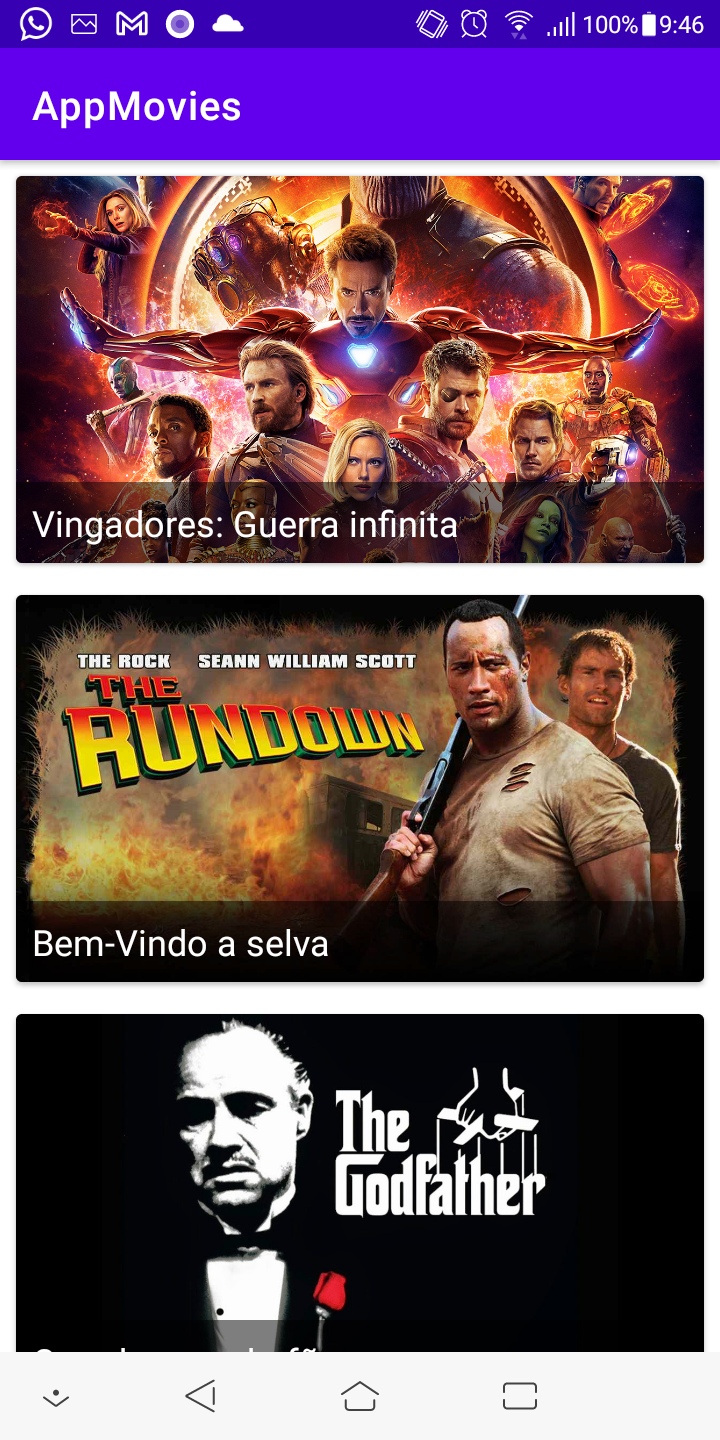 100% 9:46
AppMovies
Vingadores: Guerra infinita
THE ROCK SEANN WILLIAM SCOTT
THE
RUNDOWN
Bem-Vindo a selva
The
Godfather